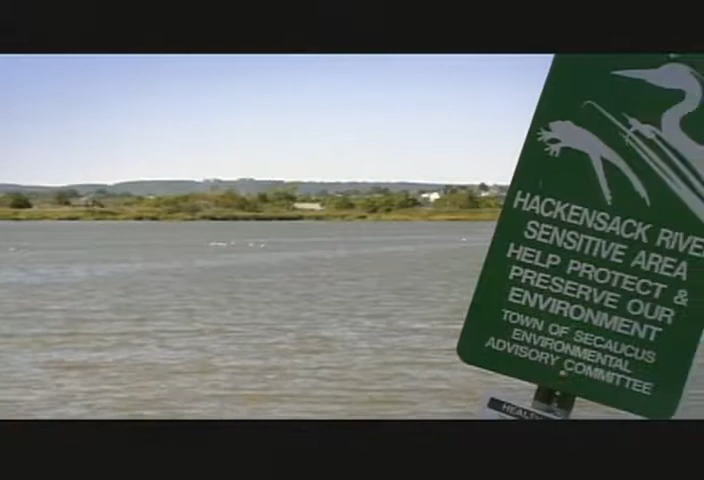 HACKENSACK RIVE
SENSITIVE AREA
HELP PROTECT &
PRESERVE OUR
ENVIRONMENT
TOWN OF SECAUCUS
ENVIRONMENTAL
ADVISORY COMMITTEE